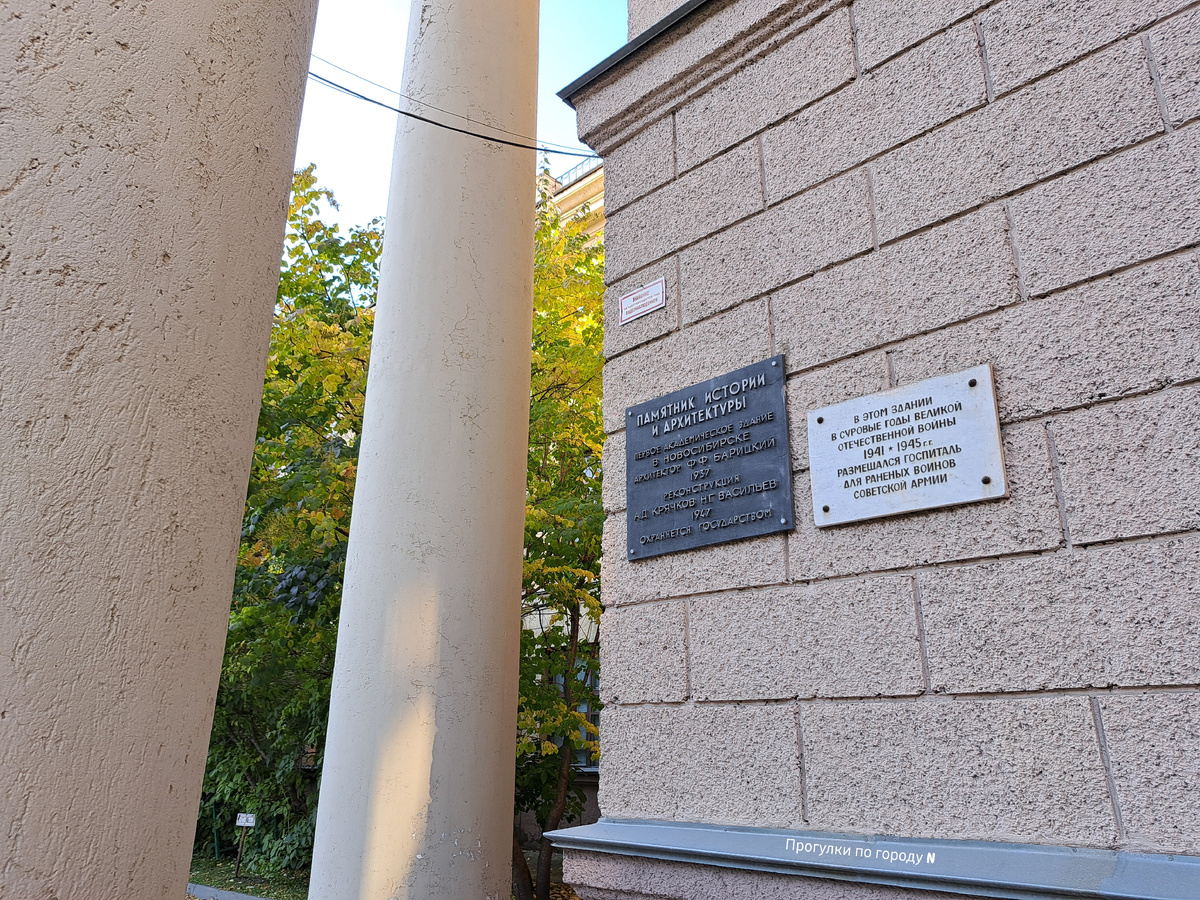 ПАМЯТНИК ИСТОРИИ
И АРХИТЕКТУРЫ
ПЕРВОЕ АКАДЕМИЧЕСКОЕ ЗДАНИЕ
В НОВОСИБИРСКЕ
АРХИТЕКТОР Ф.Ф. БАРИЦКИЙ
1937
РЕКОНСТРУКЦИЯ
А.Д. КРЯЧКОВ Н.Г. ВАСИЛЬЕВ
1947
ОХРАНЯЕТСЯ ГОСУДАРСТВОМ
В ЭТОМ ЗДАНИИ
В СУРОВЫЕ ГОДЫ ВЕЛИКОЙ
ОТЕЧЕСТВЕННОЙ ВОЙНЫ
1941 * 1945 г.г.
РАЗМЕЩАЛСЯ ГОСПИТАЛЬ
ДЛЯ РАНЕНЫХ ВОИНОВ
СОВЕТСКОЙ АРМИИ
Прогулки по городу N